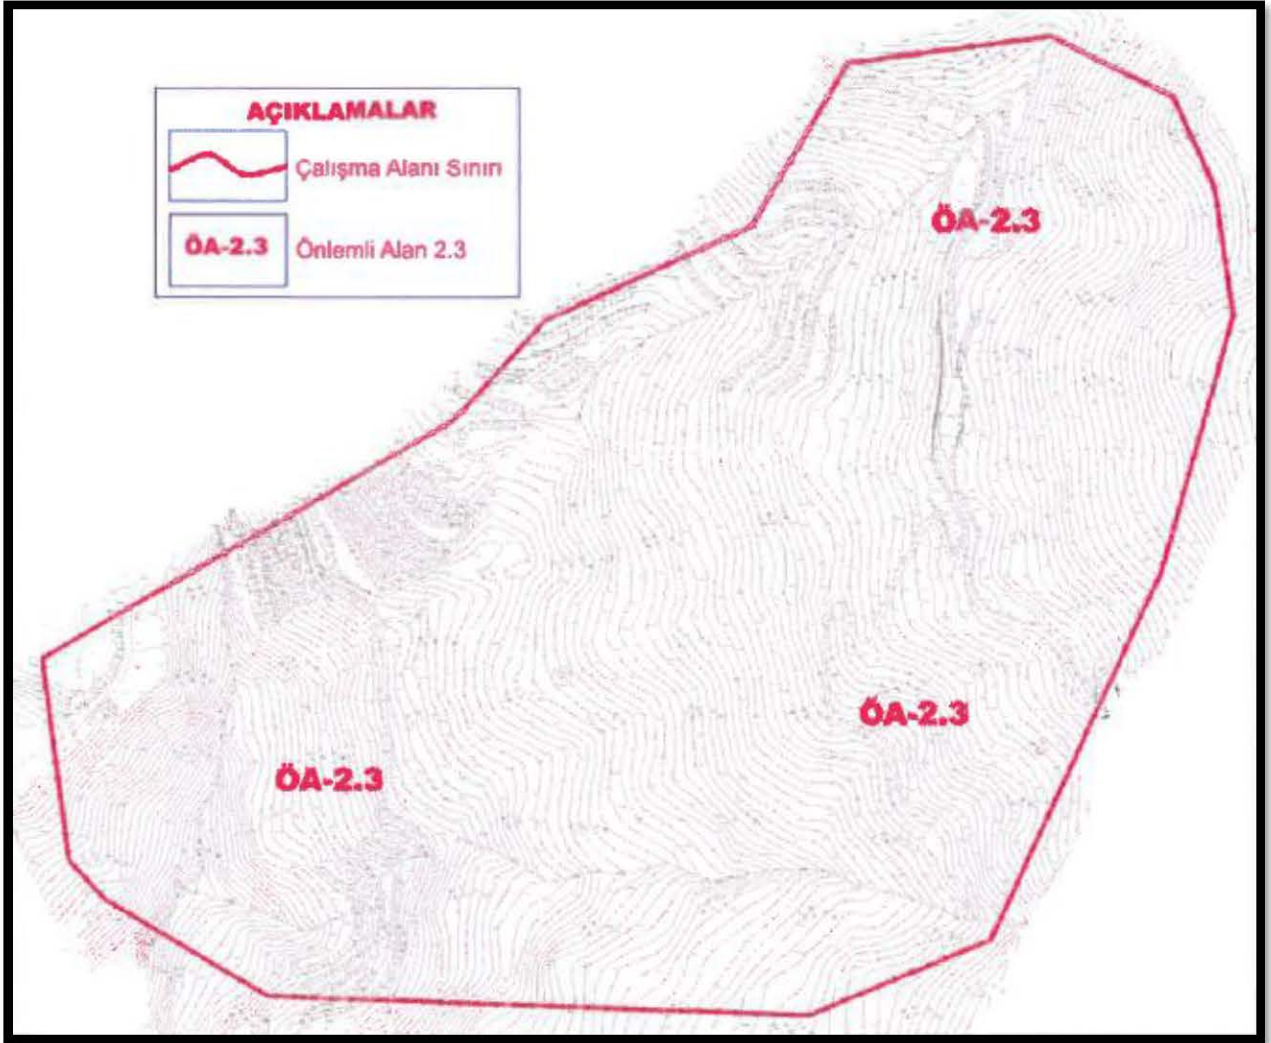 AÇIKLAMALAR
Çalışma Alanı Sınırı
ÖA-2.3 Önlemli Alan 2.3
ÖA-2.3
ÖA-2.3
ÖA-2.3